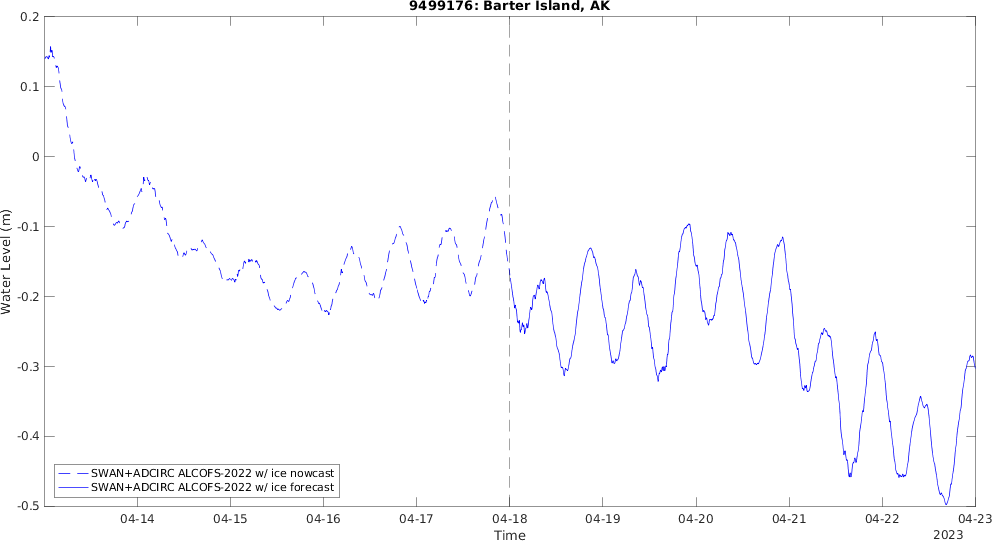 9499176: Barter Island, AK
0.2
0.1
0
-0.1
-0.2
-0.3
-0.4
-0.5
Water Level (m)
SWAN+ADCIRC ALCOFS-2022 w/ ice nowcast
SWAN+ADCIRC ALCOFS-2022 w/ ice forecast
04-14 04-15 04-16 04-17 04-18 04-19 04-20 04-21 04-22 04-23
Time
2023